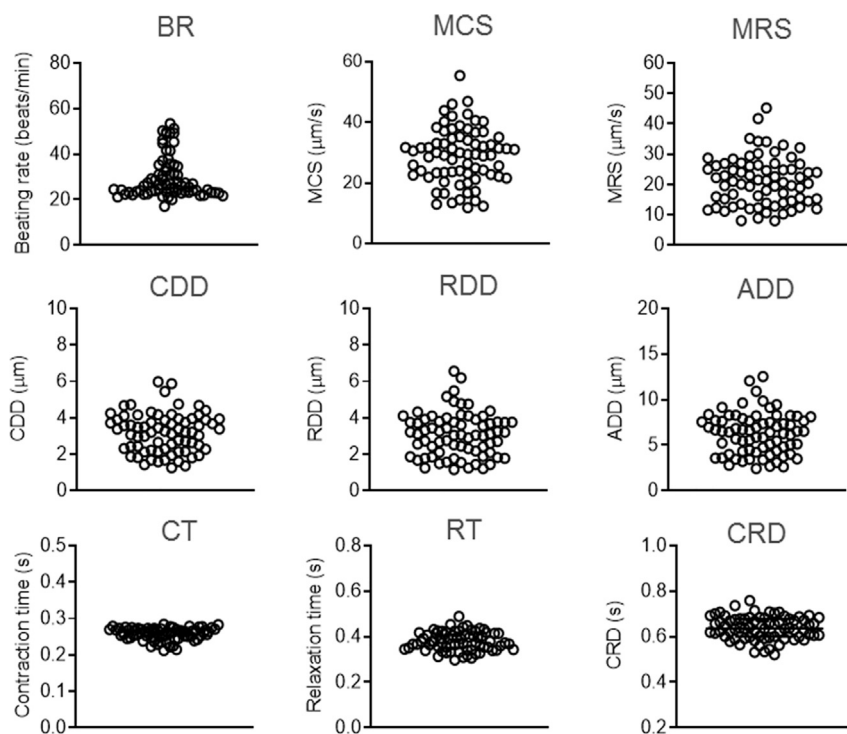 BR
MCS
MRS
Beating rate (beats/min)
80
60
40
20
0
MCS (μm/s)
60
40
20
0
MRS (μm/s)
60
50
40
30
20
10
0
CDD
RDD
ADD
CDD (μm)
10
8
6
4
2
0
RDD (μm)
10
8
6
4
2
0
ADD (μm)
20
15
10
5
0
CT
RT
CRD
Contraction time (s)
0.5
0.4
0.3
0.2
0.1
0.0
Relaxation time (s)
0.8
0.6
0.4
0.2
0.0
CRD (s)
1.0
0.8
0.6
0.4
0.2